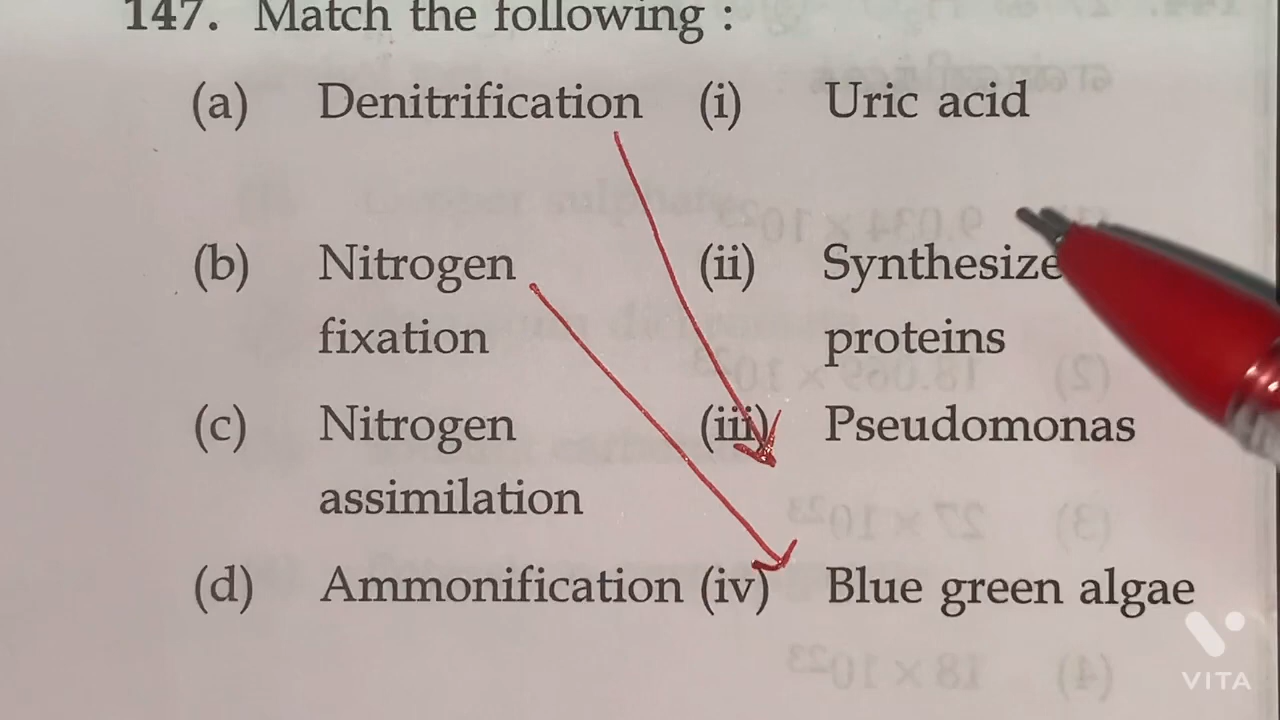 147. Match the following :
(a) Denitrification (i) Uric acid
(b) Nitrogen (ii) Synthesize
fixation proteins
(c) Nitrogen (iii) Pseudomonas
assimilation
(d) Ammonification (iv) Blue green algae
VITA